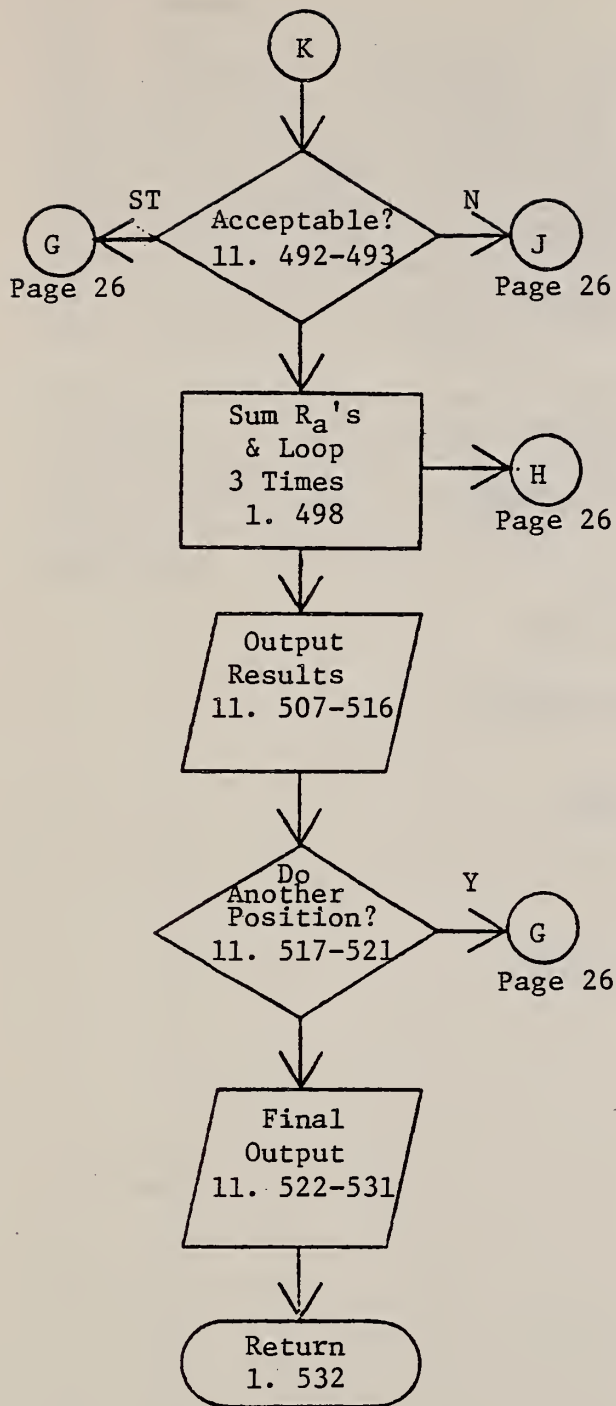 K
ST
N
Acceptable?
G
J
11. 492-493
Page 26
Page 26
Sum Ra's
& Loop
3 Times
H
1. 498
Page 26
Output
Results
11. 507-516
Do
Another
Y
Position?
G
11. 517-521
Page 26
Final
Output
11. 522-531
Return
1. 532